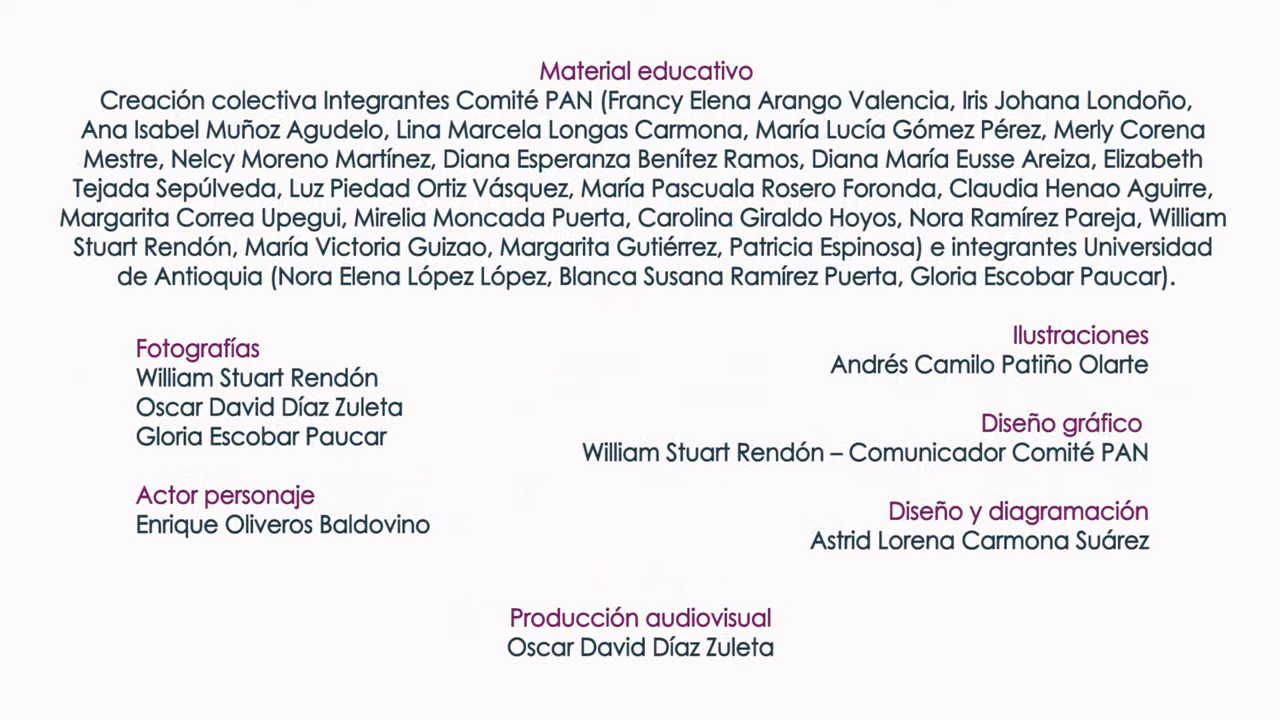 Material educativo
Creación colectiva Integrantes Comité PAN (Francy Elena Arango Valencia, Iris Johana Londoño,
Ana Isabel Muñoz Agudelo, Lina Marcela Longas Carmona, María Lucía Gómez Pérez, Merly Corena
Mestre, Nelcy Moreno Martínez, Diana Esperanza Benítez Ramos, Diana María Eusse Areiza, Elizabeth
Tejada Sepúlveda, Luz Piedad Ortiz Vásquez, María Pascuala Rosero Foronda, Claudia Henao Aguirre,
Margarita Correa Upegui, Mirelia Moncada Puerta, Carolina Giraldo Hoyos, Nora Ramírez Pareja, William
Stuart Rendón, María Victoria Guizao, Margarita Gutiérrez, Patricia Espinosa) e integrantes Universidad
de Antioquia (Nora Elena López López, Blanca Susana Ramírez Puerta, Gloria Escobar Paucar).
Fotografías
William Stuart Rendón
Oscar David Díaz Zuleta
Gloria Escobar Paucar
Actor personaje
Enrique Oliveros Baldovino
Ilustraciones
Andrés Camilo Patiño Olarte
Diseño gráfico
William Stuart Rendón – Comunicador Comité PAN
Diseño y diagramación
Astrid Lorena Carmona Suárez
Producción audiovisual
Oscar David Díaz Zuleta